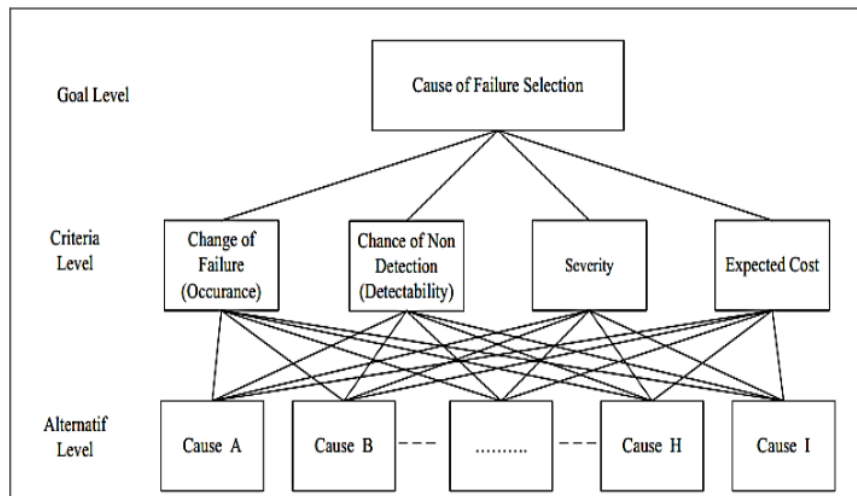 Goal Level
Cause of Failure Selection
Criteria
Level
Change of
Failure
(Occurance)
Chance of Non
Detection
(Detectability)
Severity
Expected Cost
Alternatif
Level
Cause A
Cause B
..........
Cause H
Cause I